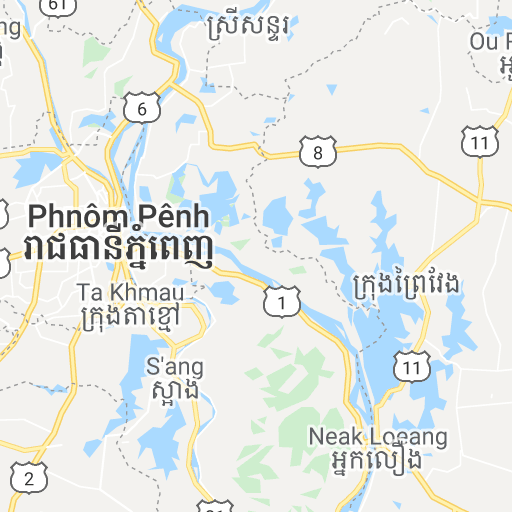 61
ស្រីសន្ធរ
6
8
11
Phnôm Pênh
រាជធានីភ្នំពេញ
Ta Khmau
ក្រុងតាខ្មៅ
1
ក្រុងព្រៃវែង
S'ang
ស្អាង
11
Neak Loeang
អ្នកលឿង
2